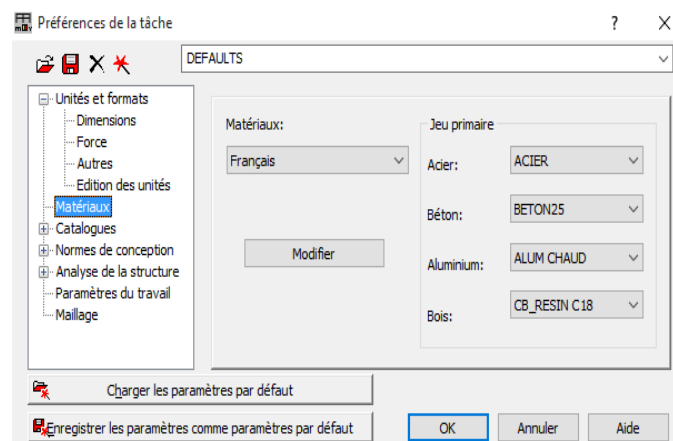 Préférences de la tâche
DEFAULTS
Unités et formats
Dimensions
Force
Autres
Edition des unités
Matériaux
Catalogues
Normes de conception
Analyse de la structure
Paramètres du travail
Maillage
Matériaux:
Français
Modifier
Jeu primaire
Acier: ACIER
Béton: BETON25
Aluminium: ALUM CHAUD
Bois: CB_RESIN C18
Charger les paramètres par défaut
Enregistrer les paramètres comme paramètres par défaut
OK Annuler Aide